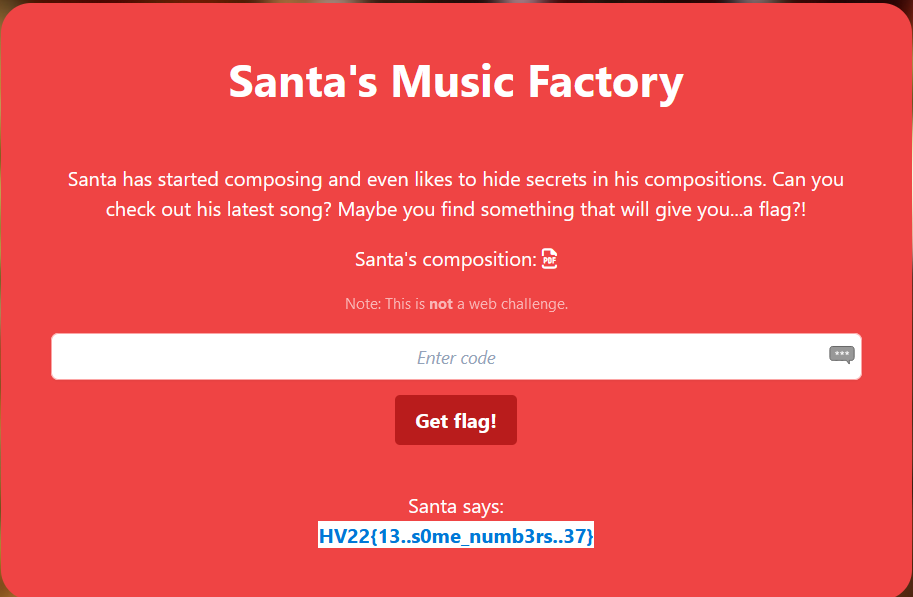 Santa's Music Factory
Santa has started composing and even likes to hide secrets in his compositions. Can you
check out his latest song? Maybe you find something that will give you...a flag?!
Santa's composition: PDF
Note: This is not a web challenge.
Enter code
Get flag!
Santa says:
HV22{13..s0me_numb3rs..37}